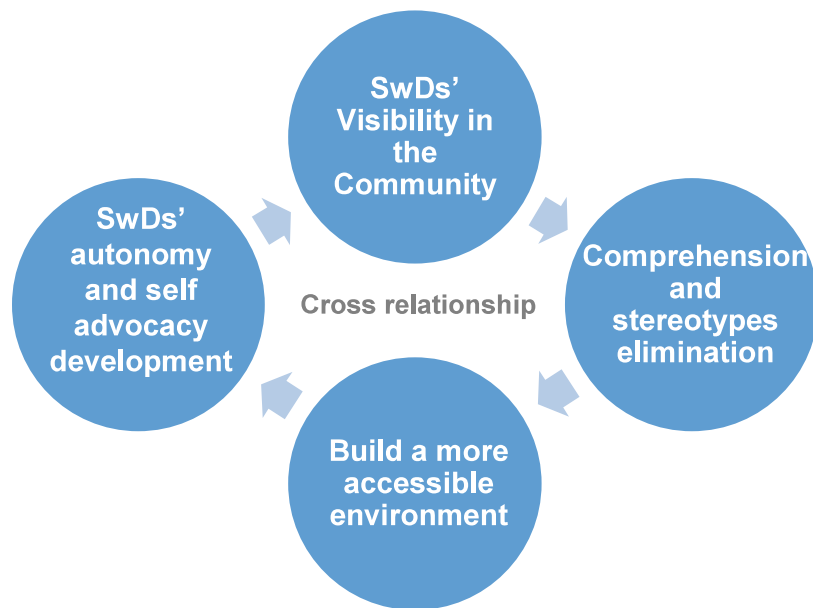 SwDs'
Visibility in
the
Community
SwDs'
autonomy
and self
advocacy
development
Cross relationship
Comprehension
and
stereotypes
elimination
Build a more
accessible
environment